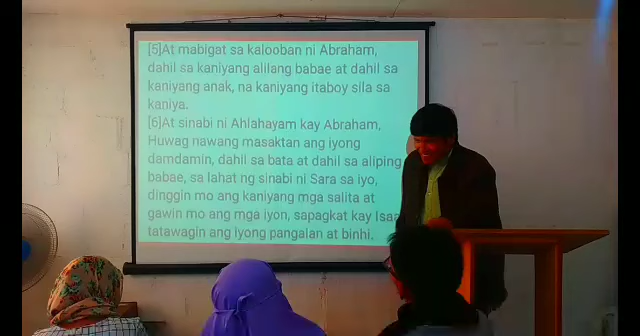 [5]At mabigat sa kalooban ni Abraham,
dahil sa kaniyang alilang babae at dahil sa
kaniyang anak, na kaniyang itaboy sila sa
kaniya.
[6]At sinabi ni Ahlahayam kay Abraham,
Huwag nawang masaktan ang iyong
damdamin, dahil sa bata at dahil sa aliping
babae, sa lahat ng sinabi ni Sara sa iyo,
dinggin mo ang kaniyang mga salita at
gawin mo ang mga iyon, sapagkat kay Isaa
tatawagin ang iyong pangalan at binhi.